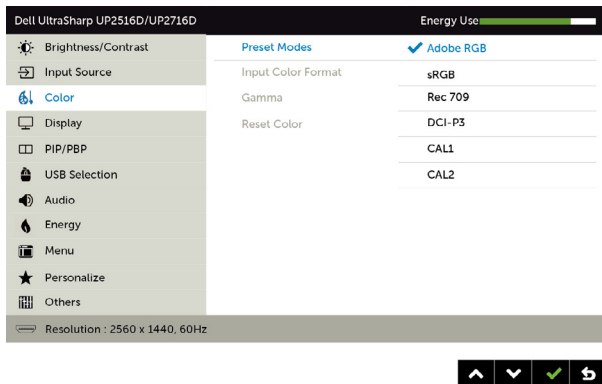 Dell UltraSharp UP2516D/UP2716D
Energy Use
Brightness/Contrast
Input Source
Color
Display
PIP/PBP
USB Selection
Audio
Energy
Menu
Personalize
Others
Preset Modes
Input Color Format
Gamma
Reset Color
Adobe RGB
sRGB
Rec 709
DCI-P3
CAL1
CAL2
Resolution : 2560 x 1440, 60Hz